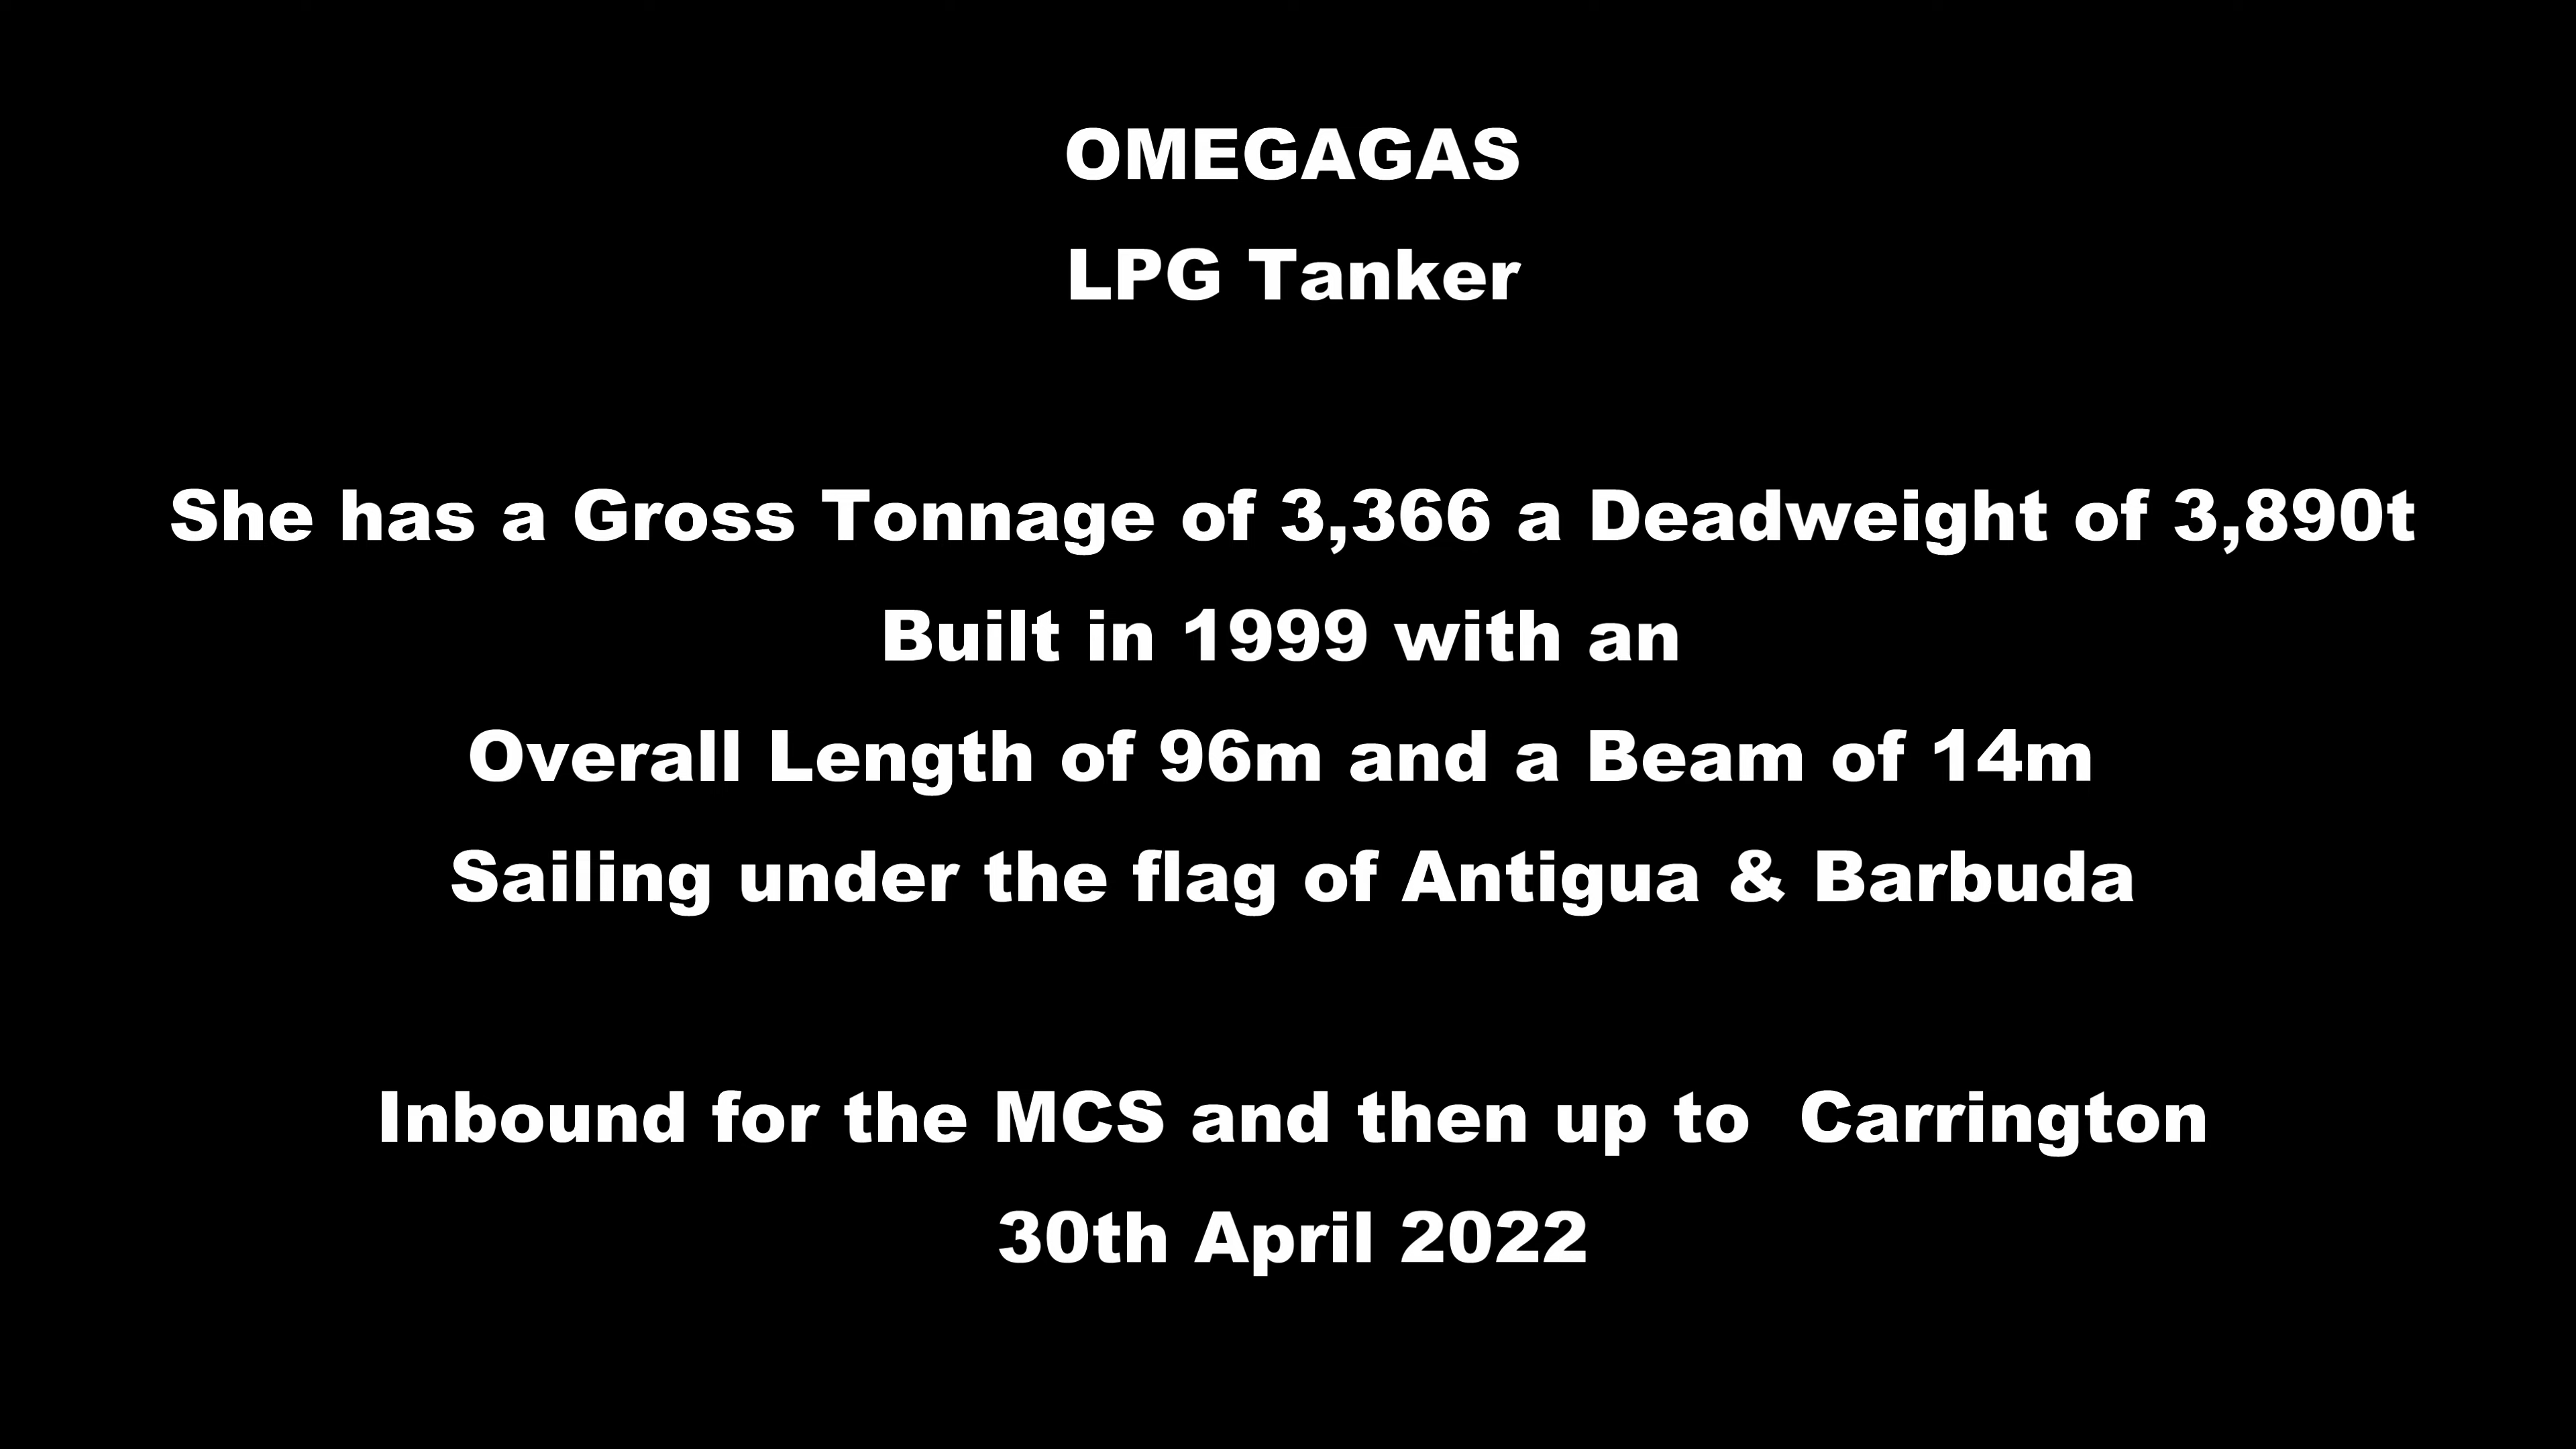 OMEGAGAS
LPG Tanker
She has a Gross Tonnage of 3,366 a Deadweight of 3,890t
Built in 1999 with an
Overall Length of 96m and a Beam of 14m
Sailing under the flag of Antigua & Barbuda
Inbound for the MCS and then up to  Carrington
30th April 2022